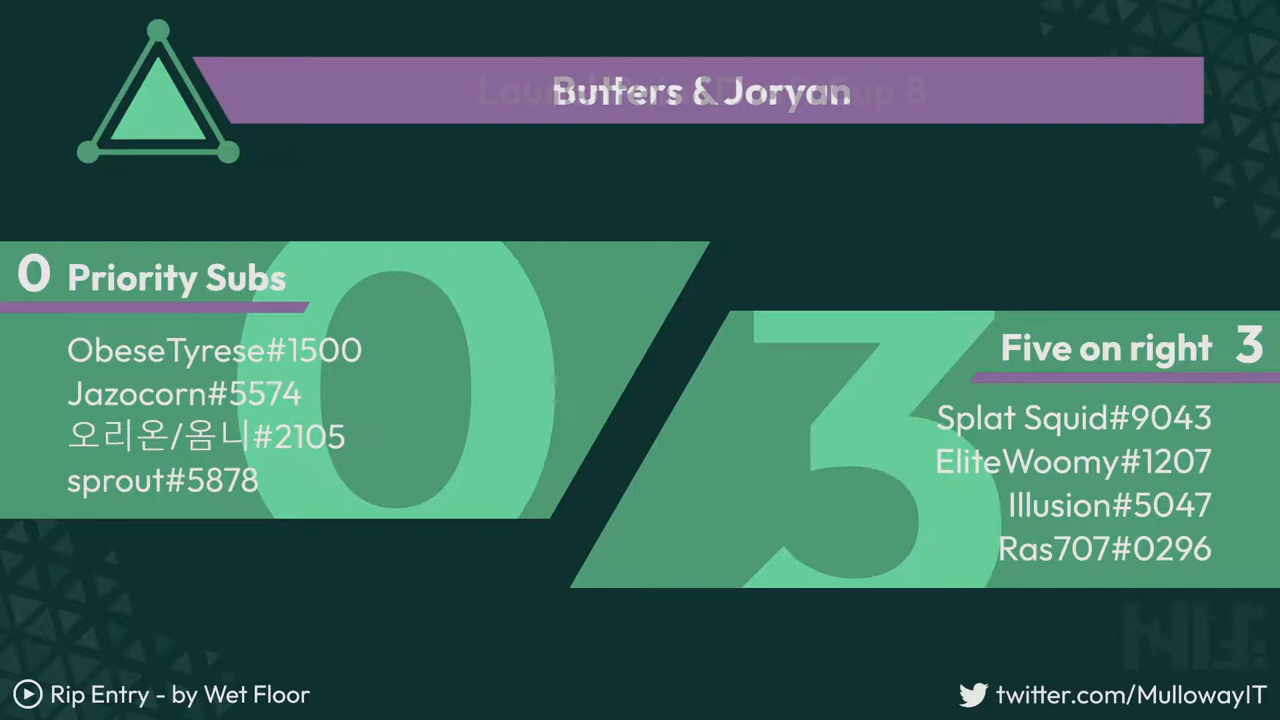 Butters & Joryan
0 Priority Subs
ObeseTyrese#1500
Jazocorn#5574
오리온/옴니#2105
sprout#5878
0
Five on right 3
Splat Squid#9043
EliteWoomy#1207
Illusion#5047
Ras707#0296
3
Rip Entry - by Wet Floor
twitter.com/MullowayIT